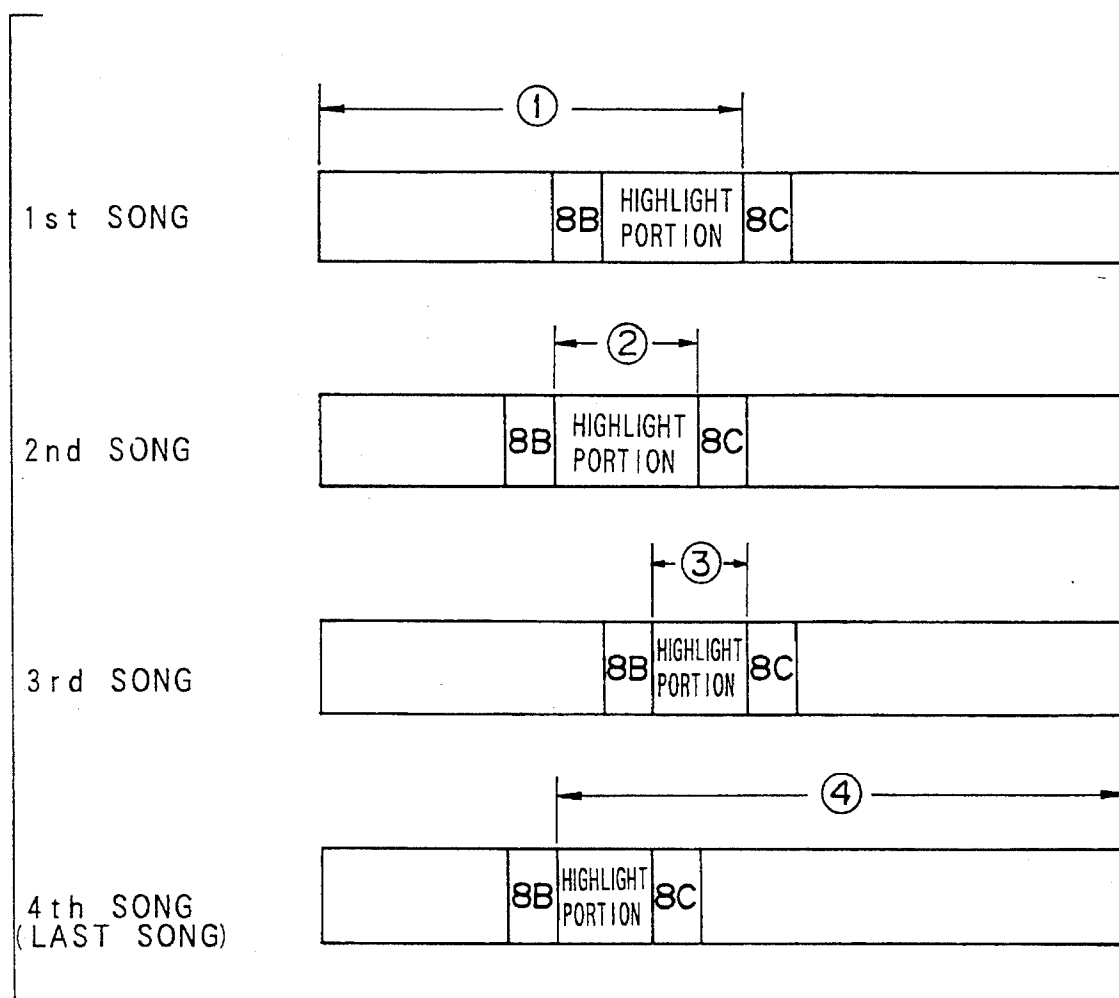 ①
1st SONG
8B
HIGHLIGHT
PORTION
8C
②
2nd SONG
8B
HIGHLIGHT
PORTION
8C
③
3rd SONG
8B
HIGHLIGHT
PORTION
8C
④
4th SONG
(LAST SONG)
8B
HIGHLIGHT
PORTION
8C